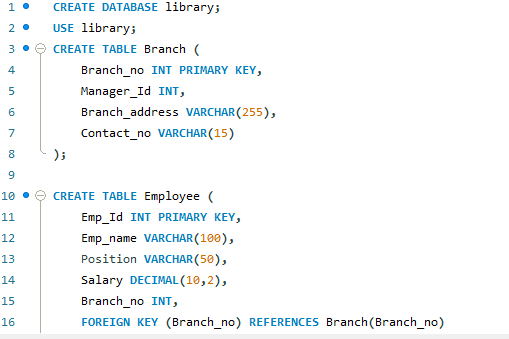 1 CREATE DATABASE library;
2 USE library;
3 CREATE TABLE Branch (
4 Branch_no INT PRIMARY KEY,
5 Manager_Id INT,
6 Branch_address VARCHAR(255),
7 Contact_no VARCHAR(15)
8 );
9
10 CREATE TABLE Employee (
11 Emp_Id INT PRIMARY KEY,
12 Emp_name VARCHAR(100),
13 Position VARCHAR(50),
14 Salary DECIMAL(10,2),
15 Branch_no INT,
16 FOREIGN KEY (Branch_no) REFERENCES Branch(Branch_no)